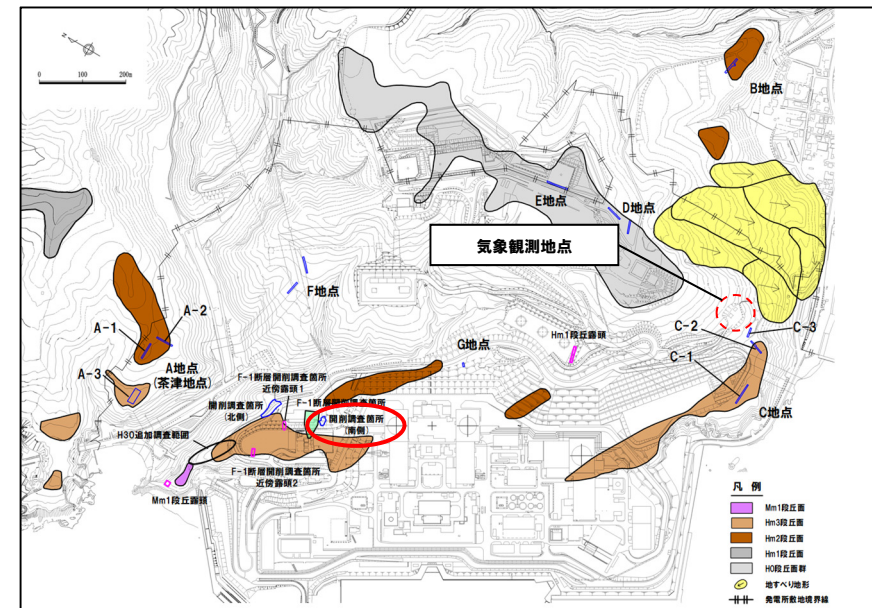 N
0 100 200m
B地点
E地点
D地点
気象観測地点
F地点
A-1
A-2
A-3
A地点
(茶津地点)
F-1断層開削調査箇所
近傍露頭1
開削調査箇所
(北側)
F-1断層開削調査箇所
開削調査箇所
(南側)
H30追加調査範囲
F-1断層開削調査箇所
近傍露頭2
Mm1段丘露頭
G地点
Hm1段丘露頭
C-2
C-3
C-1
C地点
凡 例
Mm1段丘面
Hm3段丘面
Hm2段丘面
Hm1段丘面
H0段丘面群
地すべり地形
発電所敷地境界線